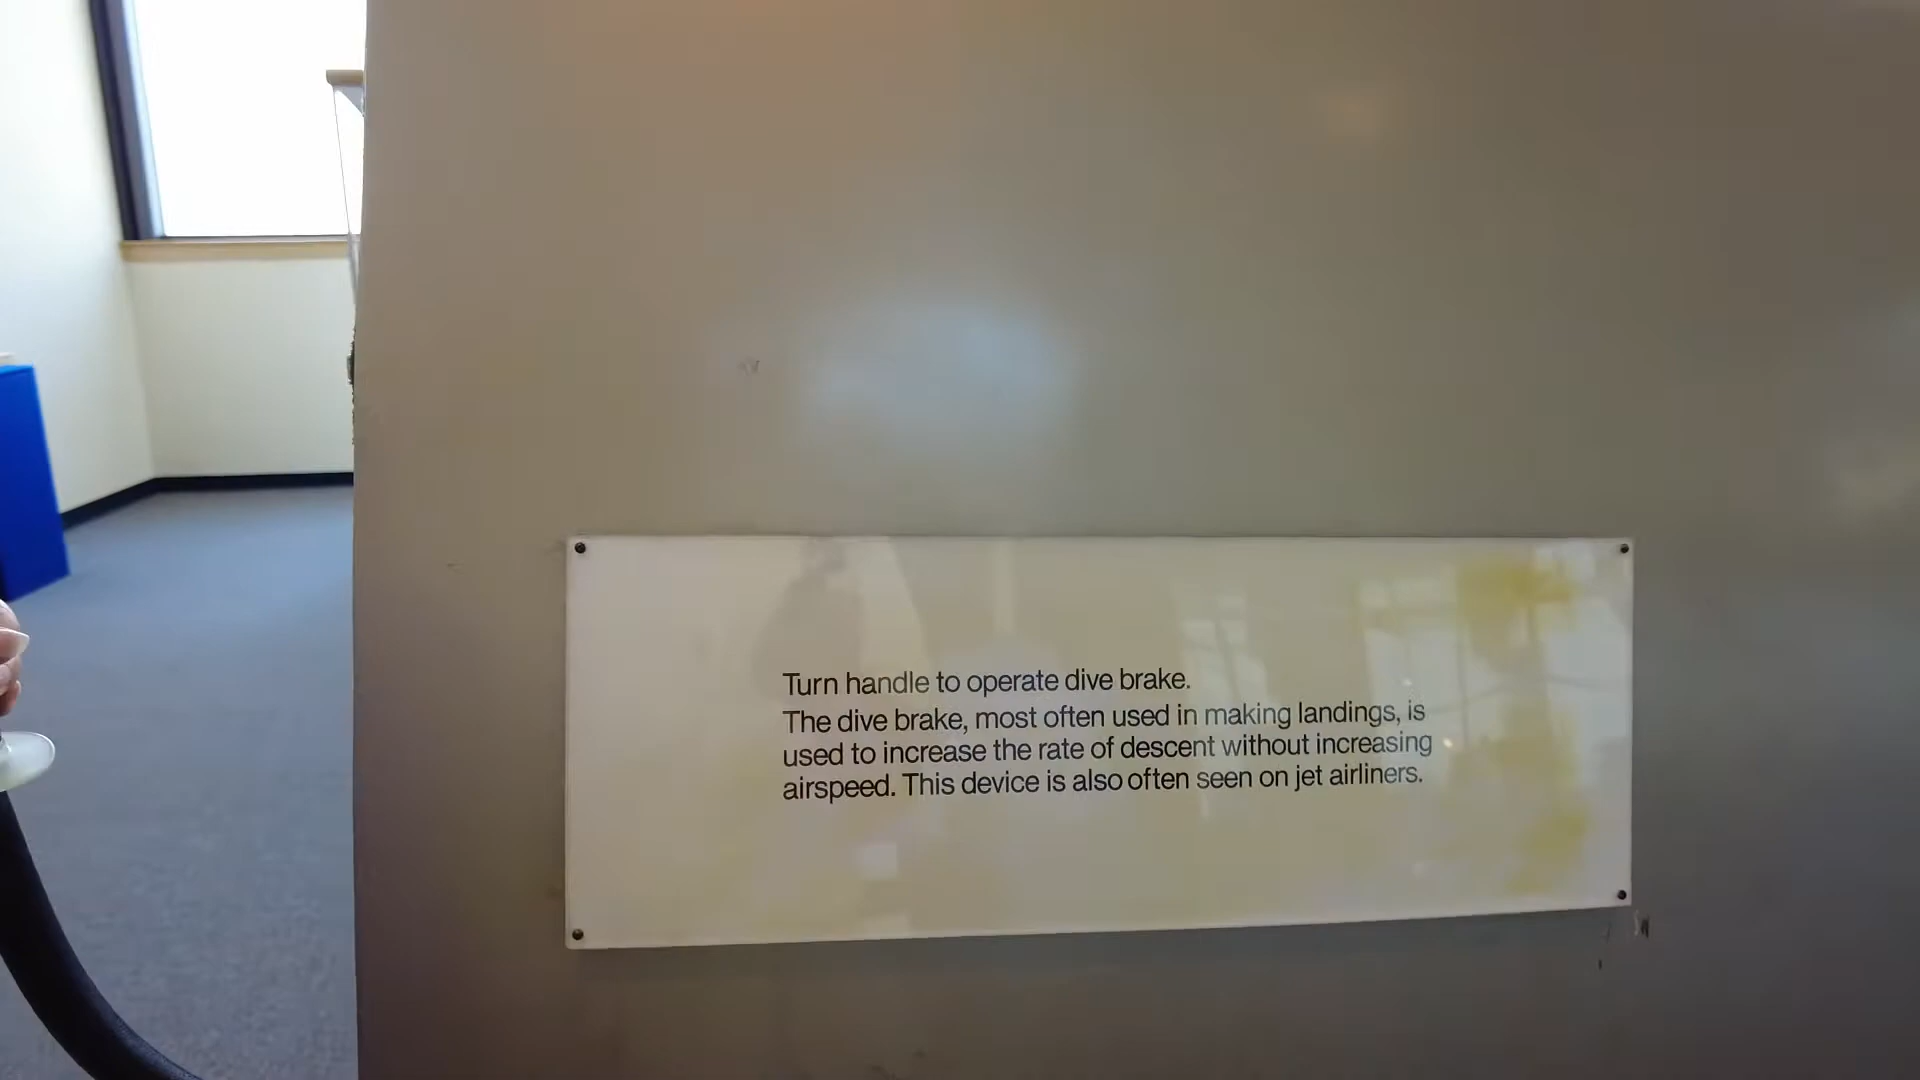 Turn handle to operate dive brake.
The dive brake, most often used in making landings, is
used to increase the rate of descent without increasing
airspeed. This device is also often seen on jet airliners.